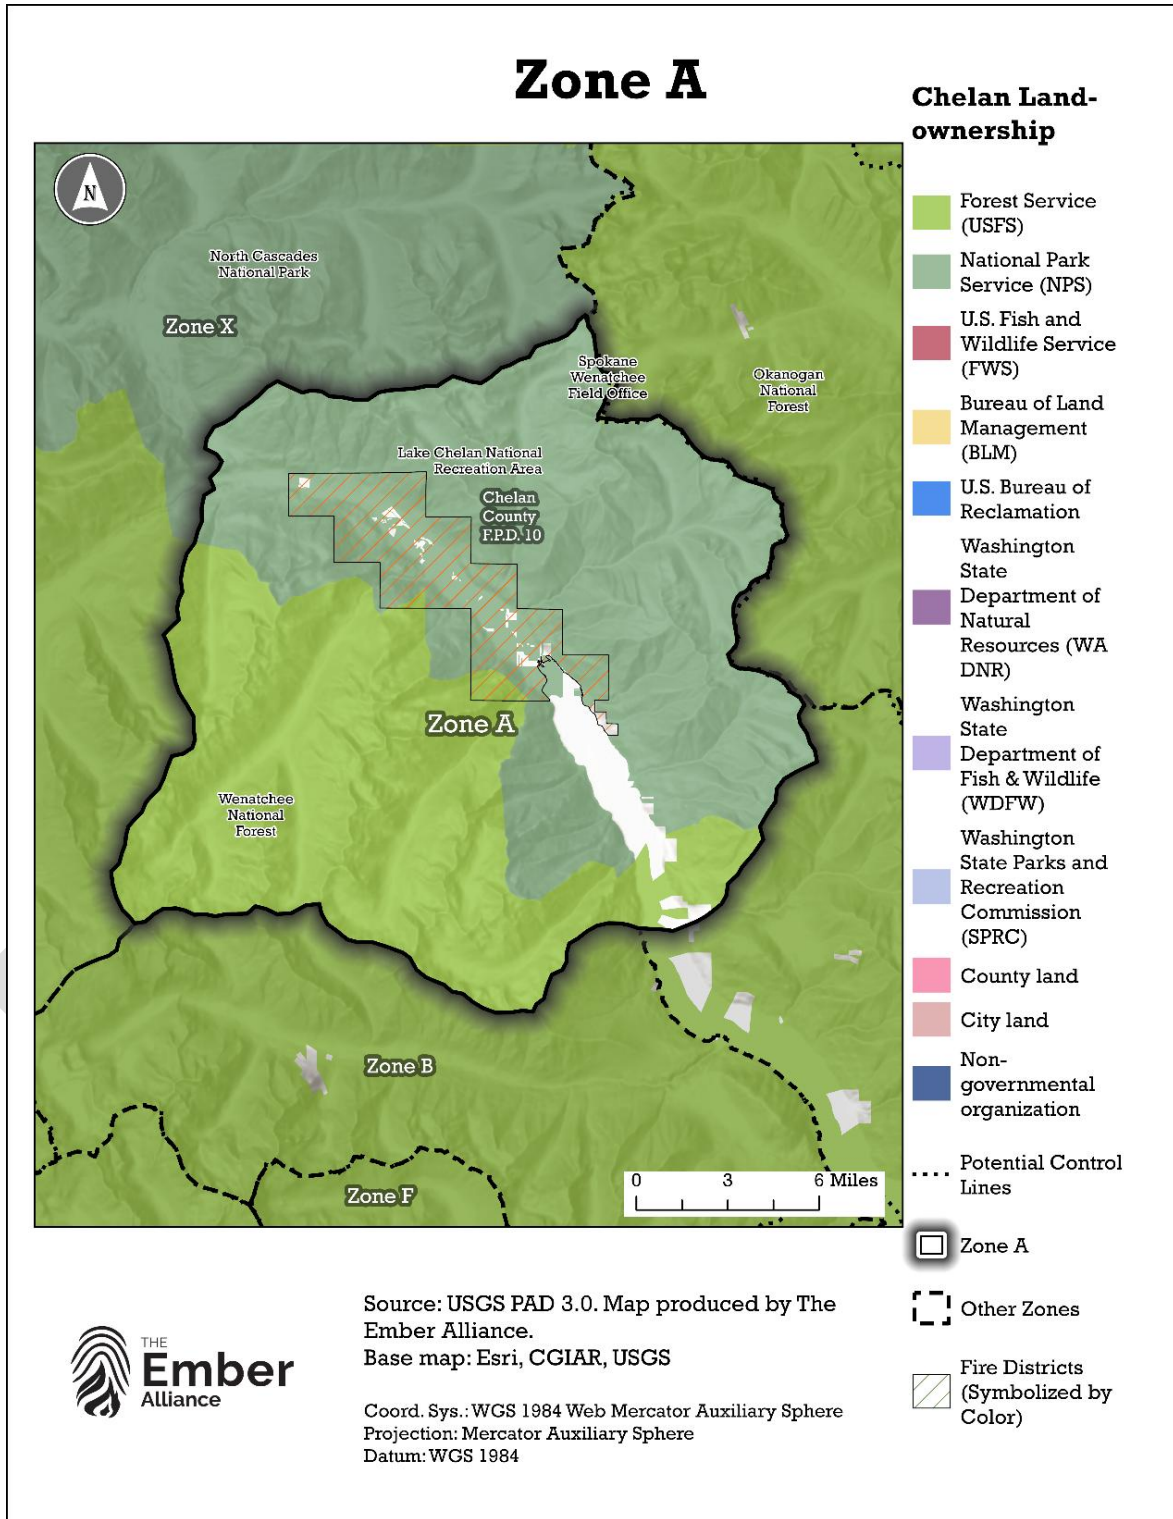 Zone A
Chelan Land-
ownership
Forest Service
(USFS)
National Park
Service (NPS)
U.S. Fish and
Wildlife Service
(FWS)
Bureau of Land
Management
(BLM)
U.S. Bureau of
Reclamation
Washington
State
Department of
Natural
Resources (WA
DNR)
Washington
State
Department of
Fish & Wildlife
(WDFW)
Washington
State Parks and
Recreation
Commission
(SPRC)
County land
City land
Non-
governmental
organization
Potential Control
Lines
Zone A
Other Zones
Fire Districts
(Symbolized by
Color)
N
North Cascades
National Park
Zone X
Spokane
Wenatchee
Field Office
Okanogan
National
Forest
Lake Chelan National
Recreation Area
Chelan
County
F.P.D. 10
Zone A
Wenatchee
National
Forest
Zone B
Zone F
0 3 6 Miles
THE
Ember
Alliance
Source: USGS PAD 3.0. Map produced by The
Ember Alliance.
Base map: Esri, CGIAR, USGS
Coord. Sys.: WGS 1984 Web Mercator Auxiliary Sphere
Projection: Mercator Auxiliary Sphere
Datum: WGS 1984